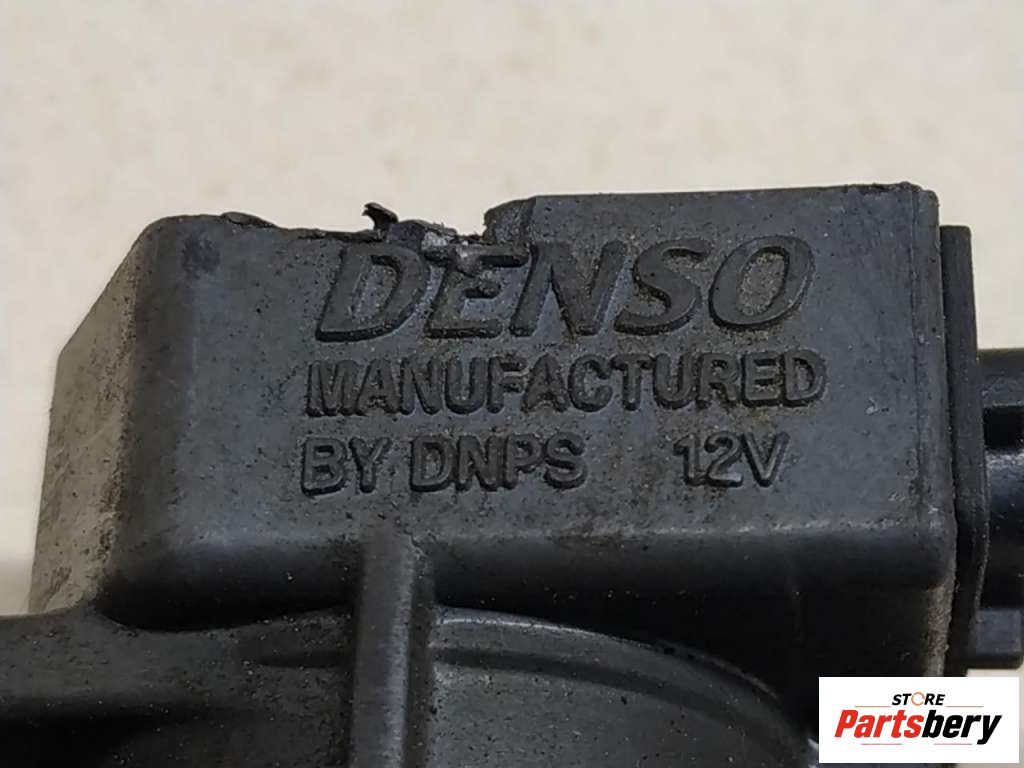 DENSO
MANUFACTURED
BY DNPS 12V
STORE
Partsbery